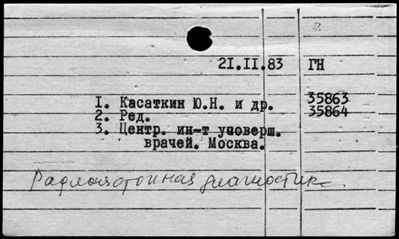 21.II.83 ГН
I. Касаткин Ю.Н. и др. 35863
2. Ред. 35864
3. Центр. ин-т усоверш.
врачей. Москва.
Радиоизотопная диагностика.